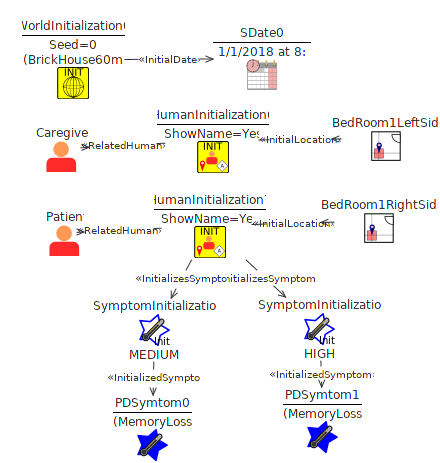 WorldInitialization0
Seed=0
(BrickHouse60m
INIT
«InitialDate»
SDate0
1/1/2018 at 8:
Caregive
«RelatedHuman»
HumanInitialization0
ShowName=Yes
INIT
A
«InitialLocation»
BedRoom1LeftSid
Patien
«RelatedHuman»
HumanInitialization1
ShowName=Ye
INIT
A
«InitialLocation»
BedRoom1RightSid
«InitializesSympto
itializesSymptom
SymptomInitializatio
SymptomInitializatio
Init
Init
MEDIUM
HIGH
«InitializedSympto
«InitializedSymptom»
PDSymtom0
PDSymtom1
(MemoryLoss
(MemoryLoss